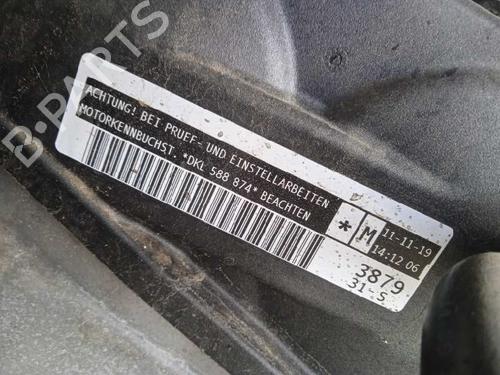 B-PARTS
ACHTUNG! BEI PRUEF- UND EINSTELLARBEITEN
MOTORKENNBUCHST. *DKL 588 874* BEACHTEN
* M 11-11-19
14:12 06
3879
31-S